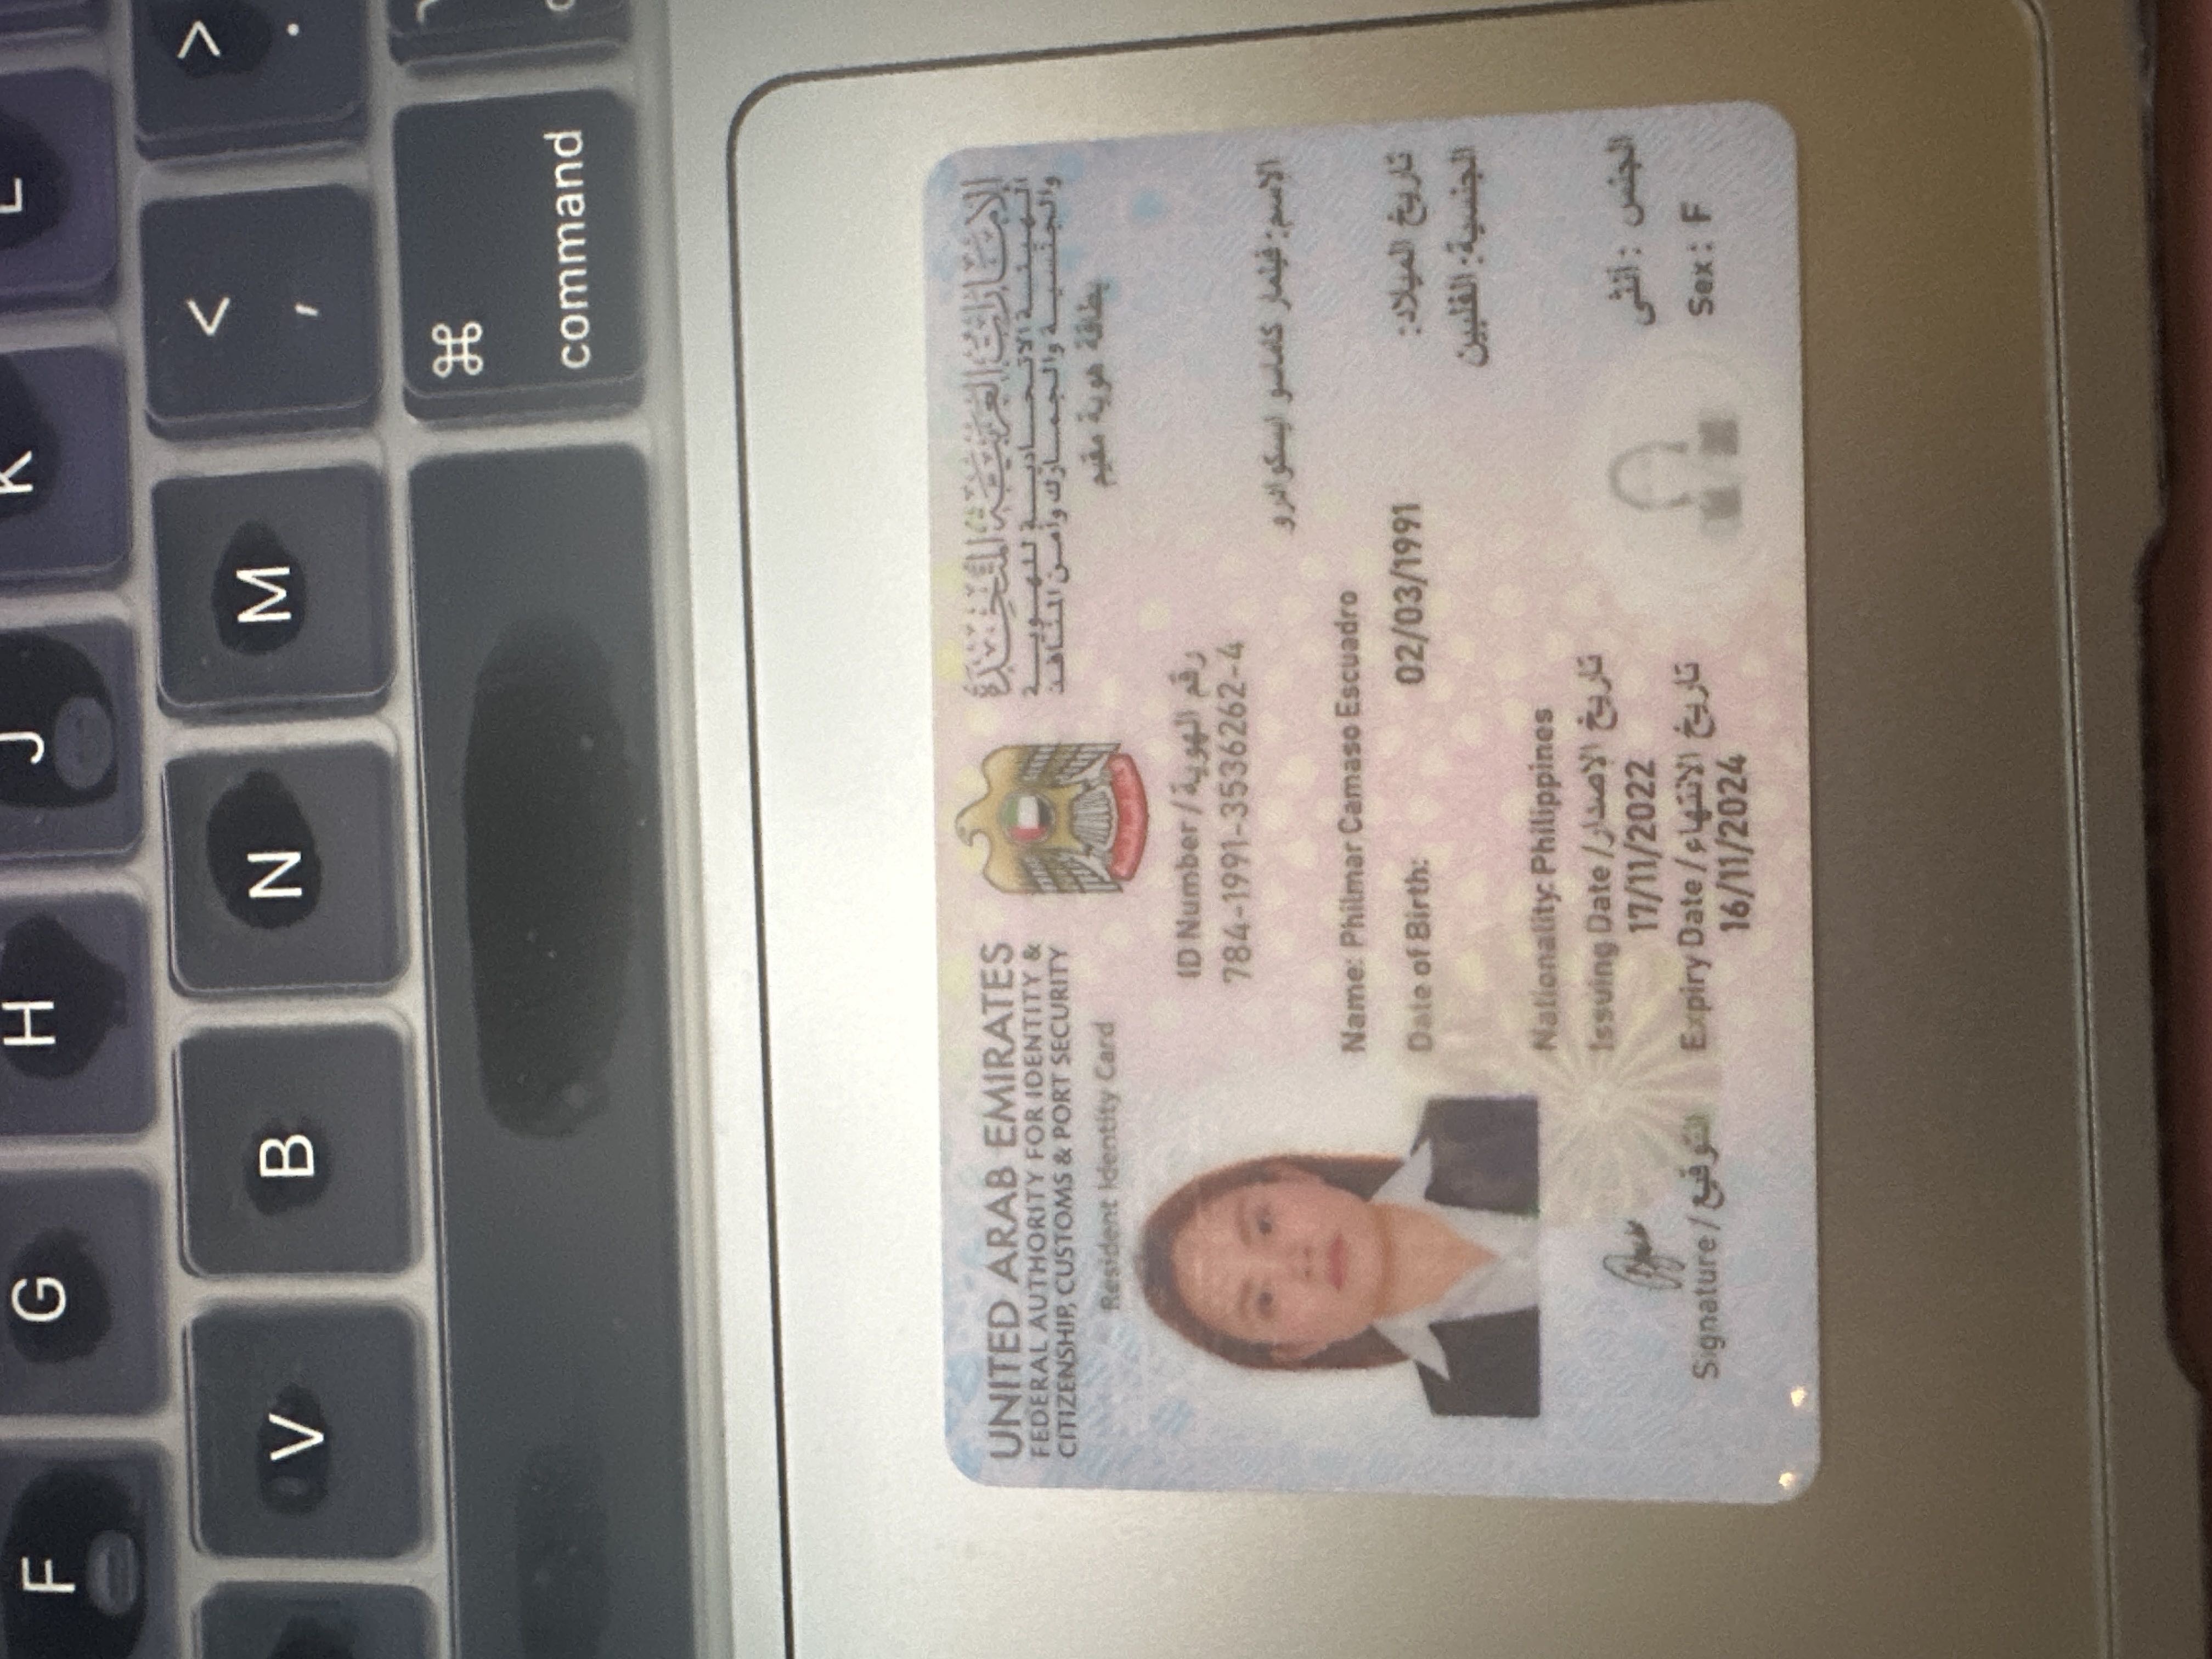 F G H J K L
V B N M < ,
> .
⌘
command
UNITED ARAB EMIRATES
FEDERAL AUTHORITY FOR IDENTITY &
CITIZENSHIP, CUSTOMS & PORT SECURITY
Resident Identity Card
الإمارات العربية المتحدة
الهيئة الاتحادية للهوية
والجنسية والجمارك وأمن المنافذ
بطاقة هوية مقيم
ID Number / رقم الهوية
784-1991-3536262-4
الاسم: فيلمار كاماسو ايسكوادرو
Name: Philmar Camaso Escuadro
Date of Birth: 02/03/1991 تاريخ الميلاد:
الجنسية: الفلبين
Nationality: Philippines
Issuing Date / تاريخ الإصدار
17/11/2022
Expiry Date / تاريخ الانتهاء
16/11/2024
الجنس : أنثى
Sex : F
Signature / التوقيع